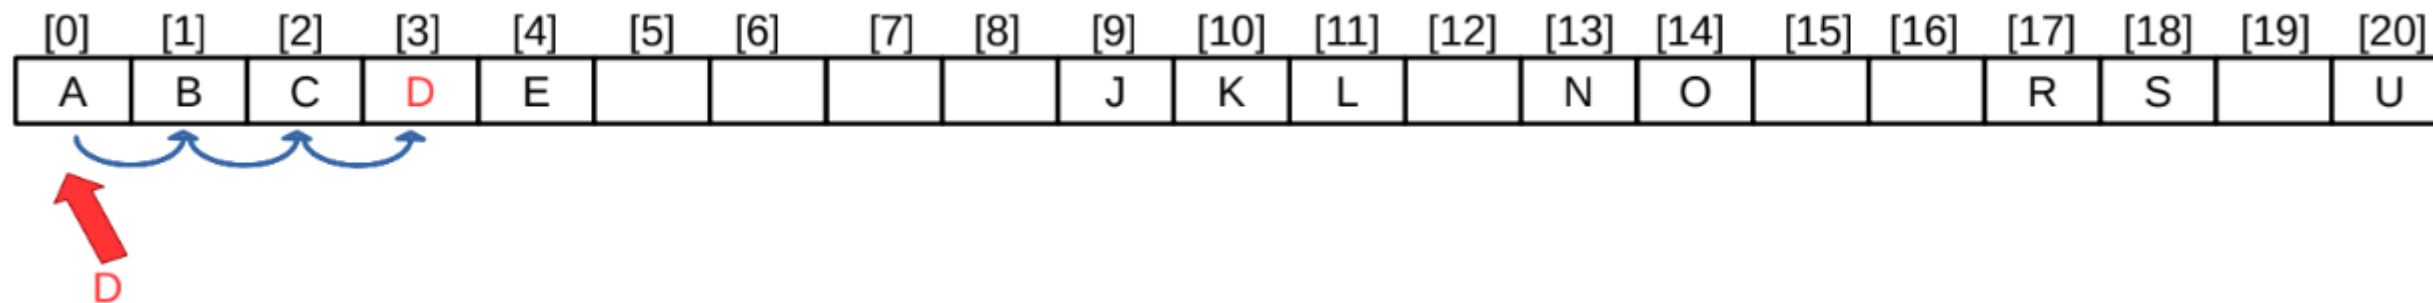 [0] [1] [2] [3] [4] [5] [6] [7] [8] [9] [10] [11] [12] [13] [14] [15] [16] [17] [18] [19] [20]
A B C D E J K L N O R S U
D